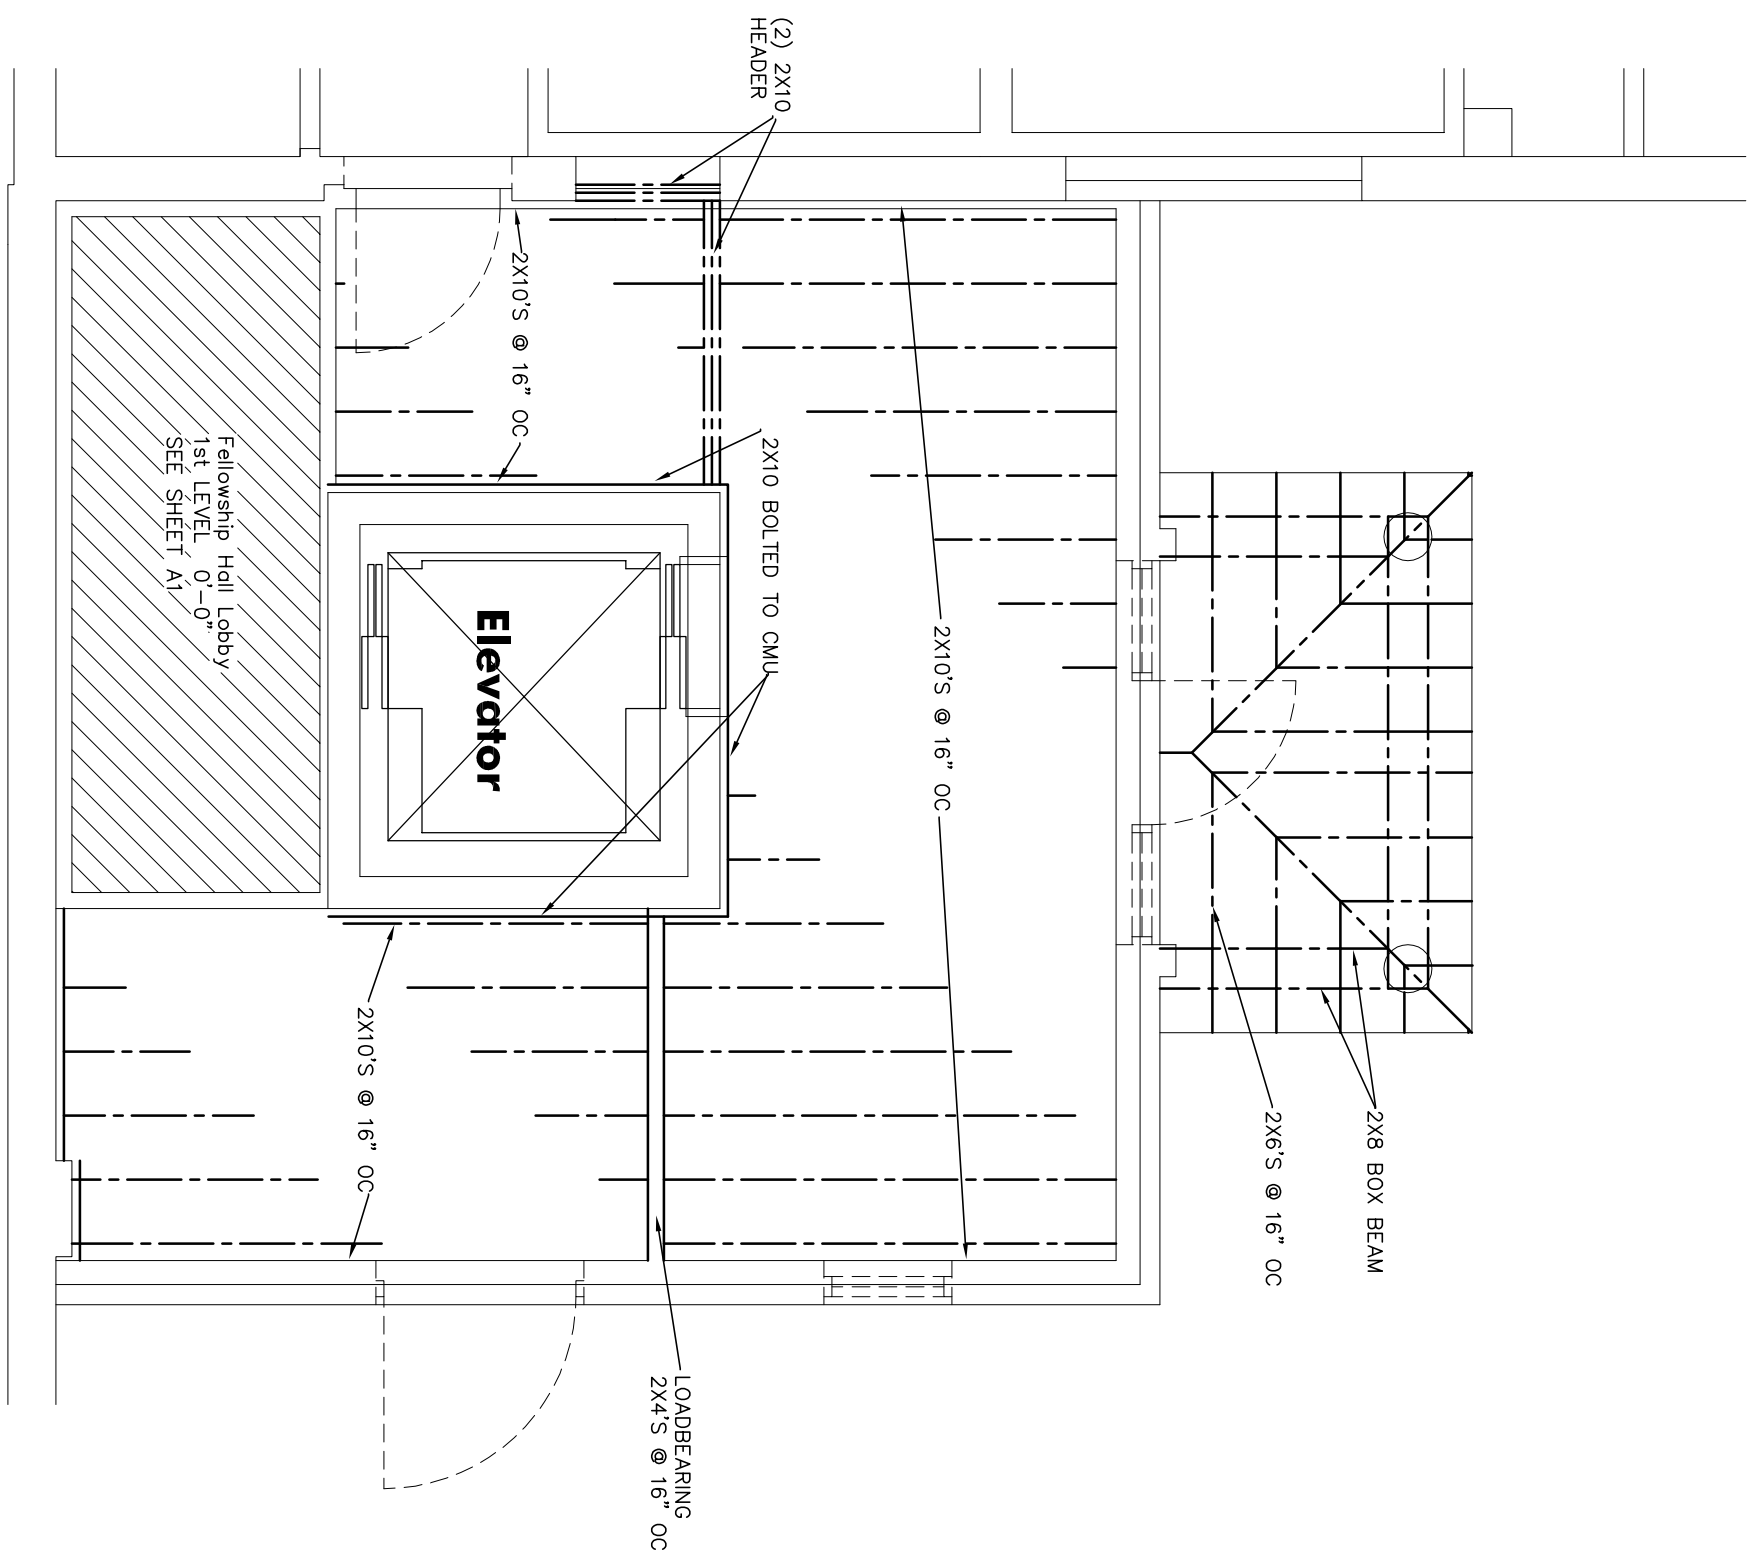 (2) 2X10
HEADER
2X10'S @ 16" OC
2X10 BOLTED TO CMU
2X10'S @ 16" OC
Fellowship Hall Lobby
1st LEVEL 0'-0"
SEE SHEET A1
Elevator
2X10'S @ 16" OC
2X8 BOX BEAM
2X6'S @ 16" OC
LOADBEARING
2X4'S @ 16" OC